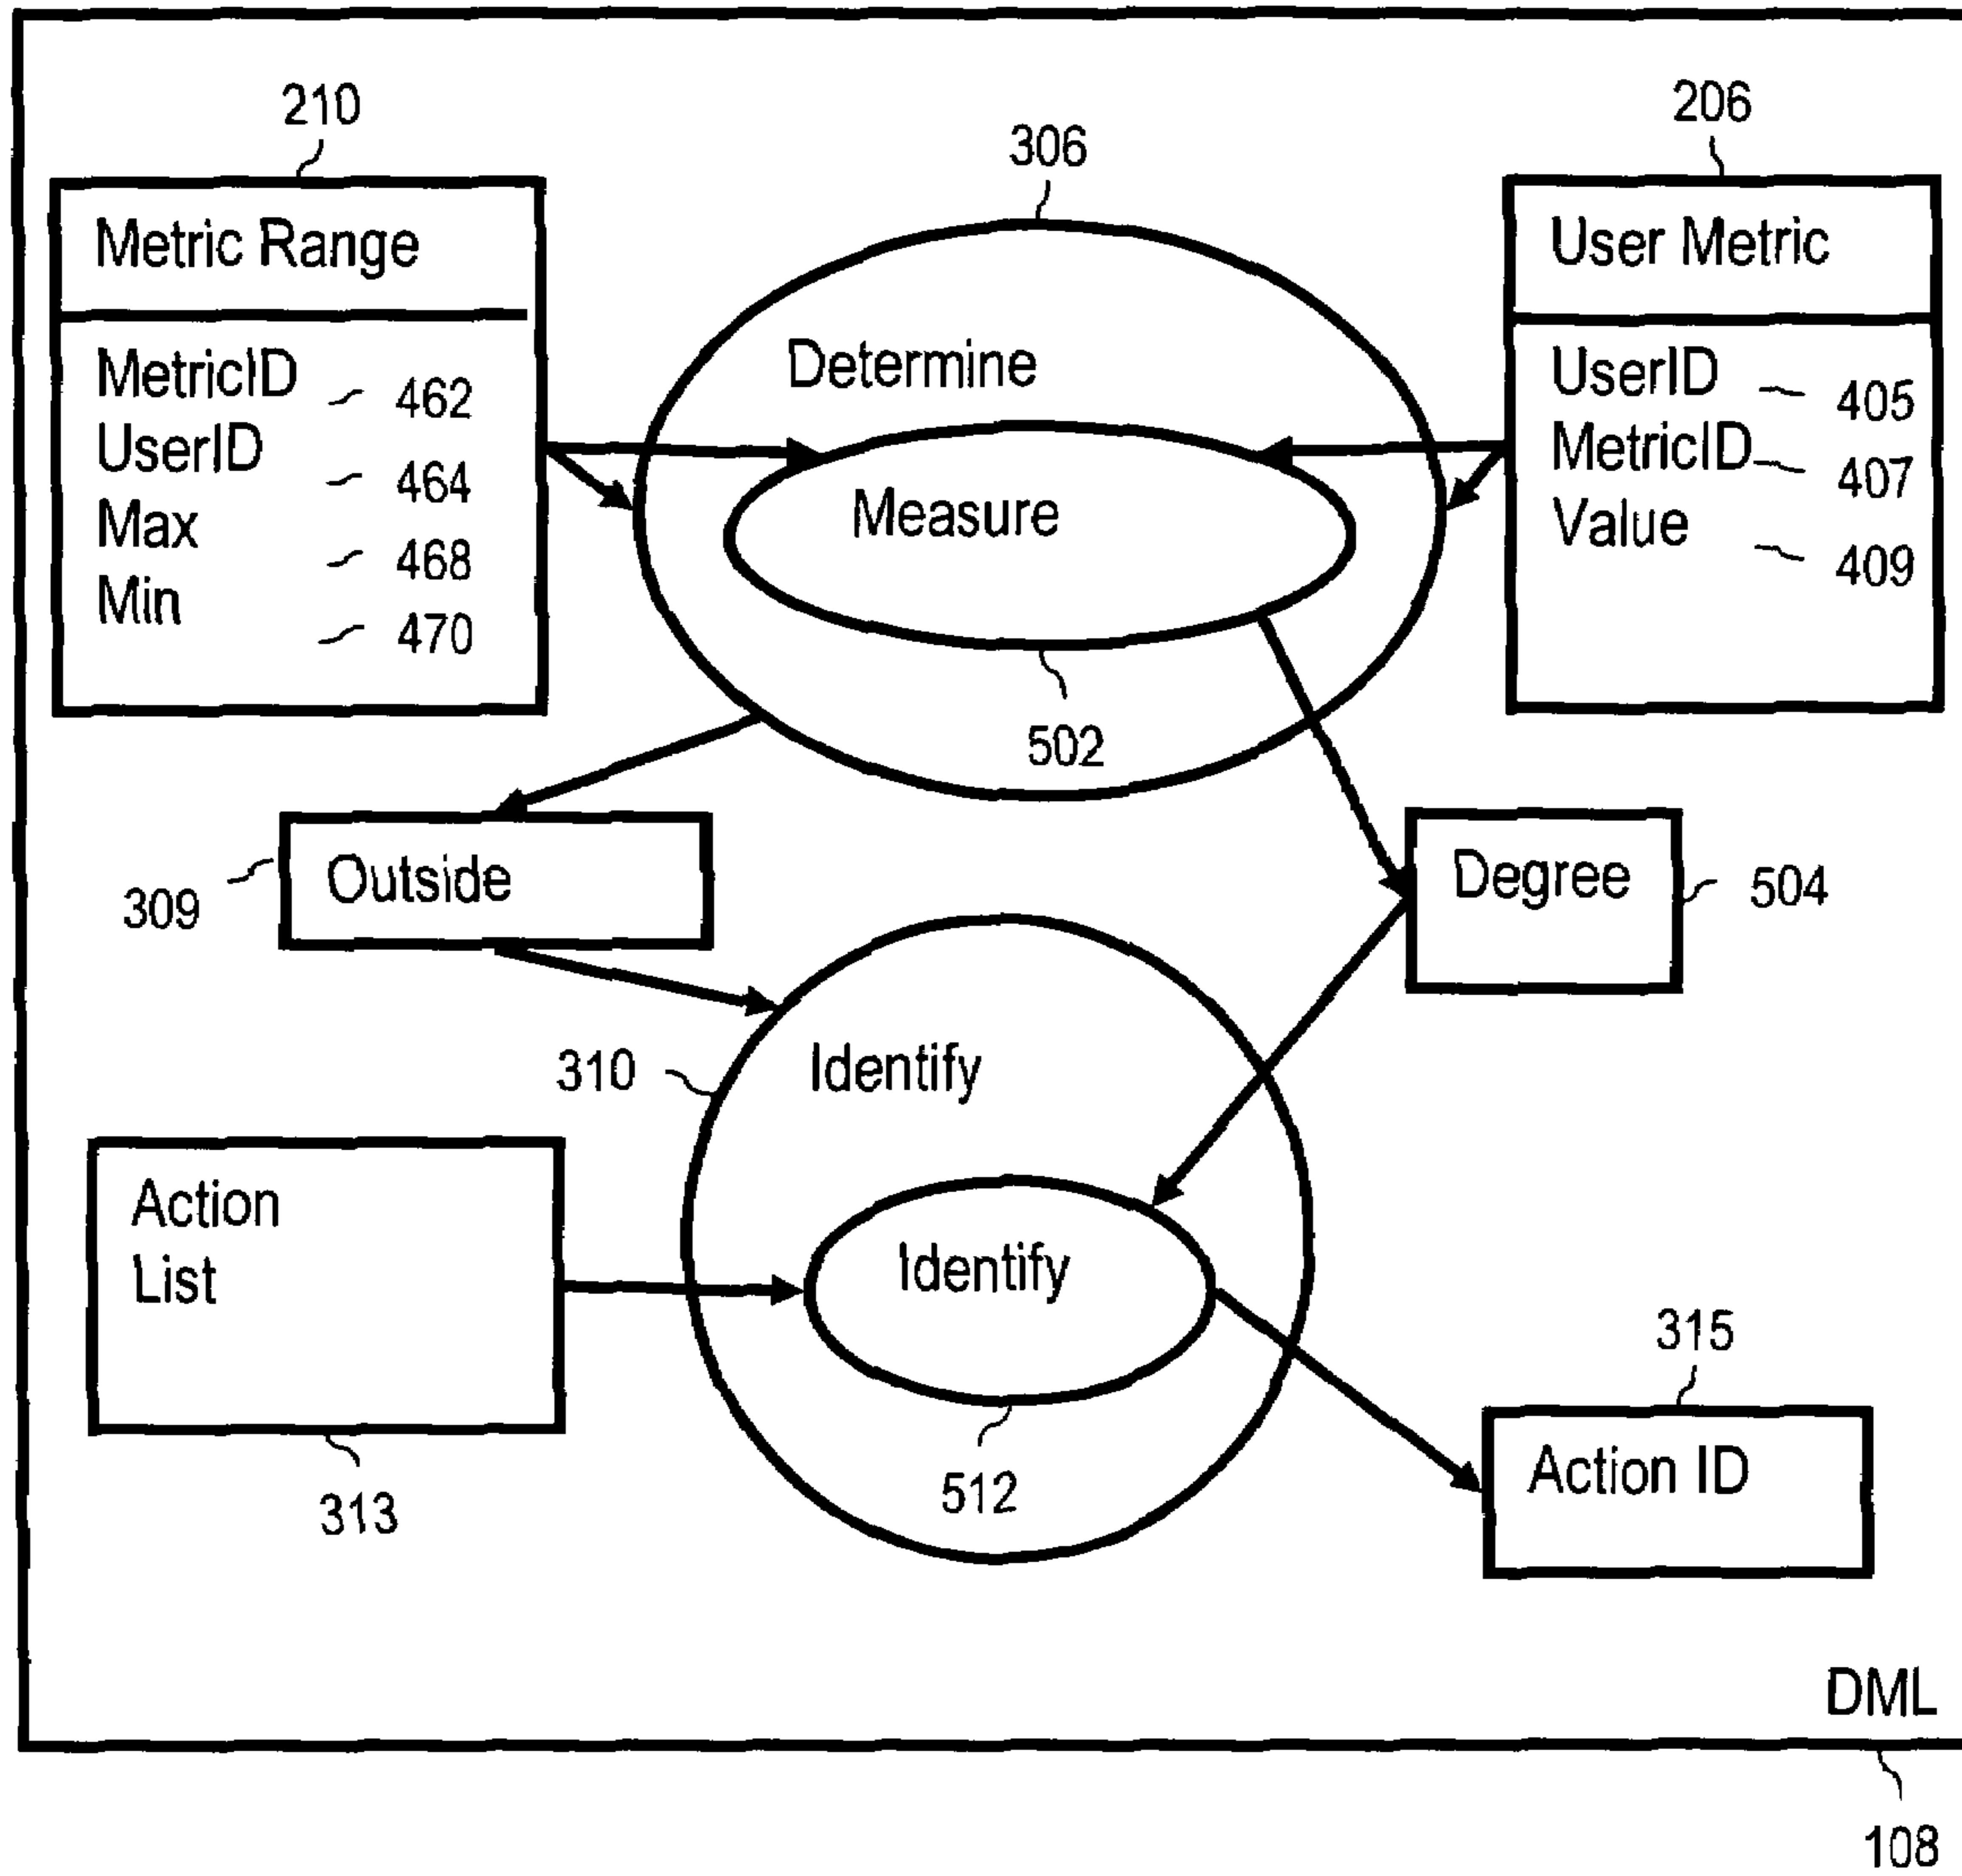 210
206
306
Metric Range
User Metric
Determine
MetricID
462
UserID
464
Max
468
Min
470
UserID
405
MetricID
407
Value
409
Measure
502
Outside
309
Degree
504
Identify
310
Action
List
313
Identify
512
315
Action ID
DML
108